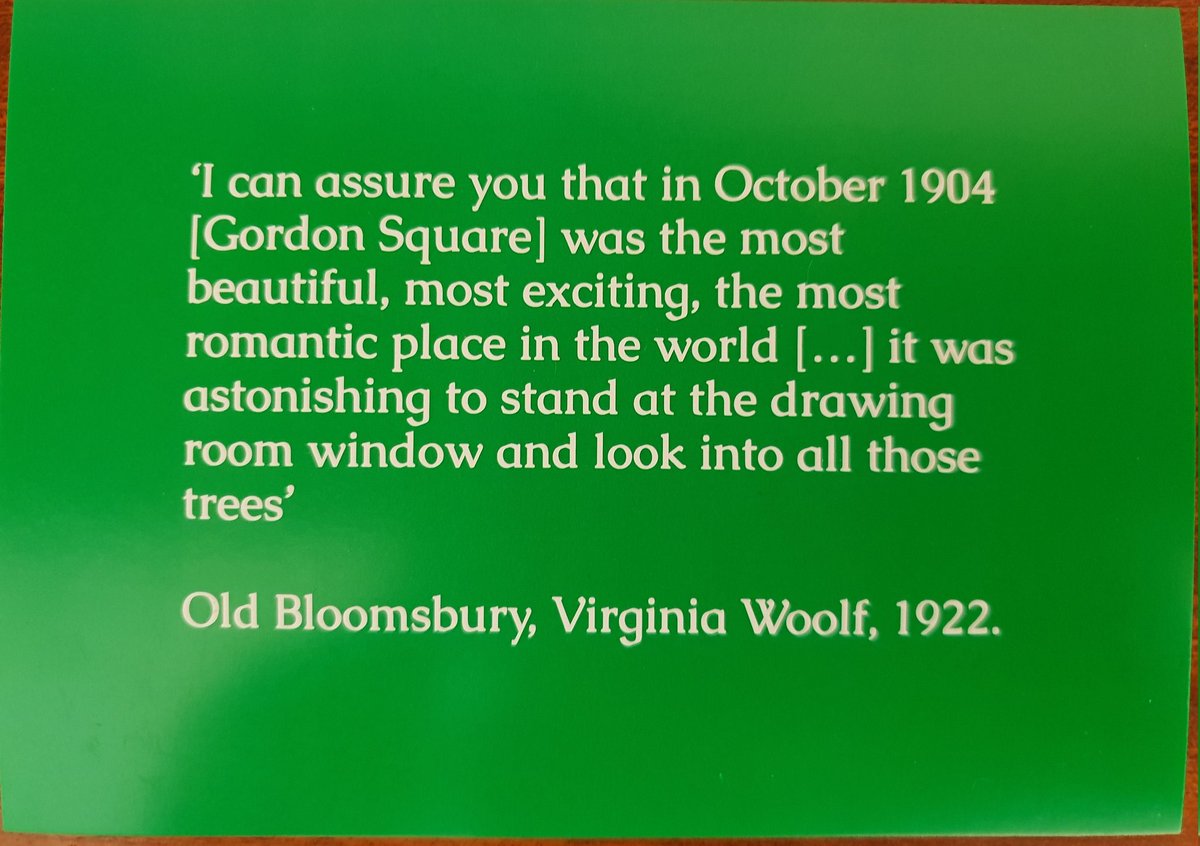 ‘I can assure you that in October 1904
[Gordon Square] was the most
beautiful, most exciting, the most
romantic place in the world […] it was
astonishing to stand at the drawing
room window and look into all those
trees’
Old Bloomsbury, Virginia Woolf, 1922.